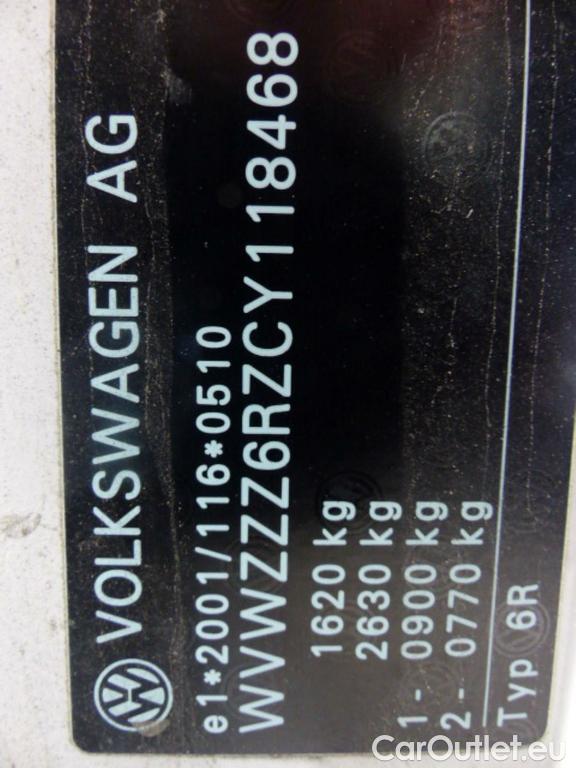 VOLKSWAGEN AG
e1*2001/116*0510
WVWZZZ6RZCY118468
1620 kg
2630 kg
1- 0900 kg
2- 0770 kg
Typ 6R
CarOutlet.eu